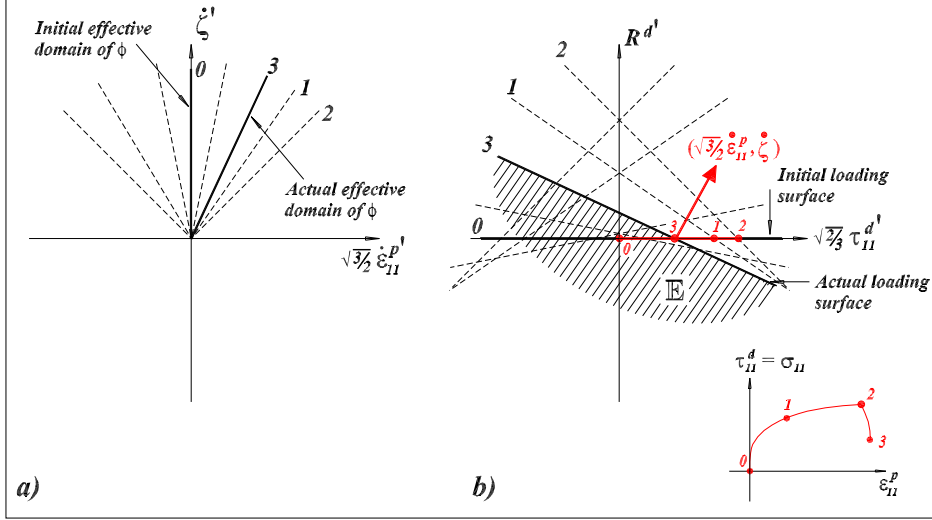 ζ̇'
Initial effective
domain of ϕ
0
3
1
2
Actual effective
domain of ϕ
√3/2 ε̇₁₁ᵖ'
a)
R^d'
2
1
3
(√3/2 ε̇₁₁ᵖ, ζ̇)
Initial loading
surface
0
0
3
1
2
√2/3 τ₁₁ᵈ'
𝔼
Actual loading
surface
τ₁₁ᵈ = σ₁₁
1
2
3
0
ε₁₁ᵖ
b)